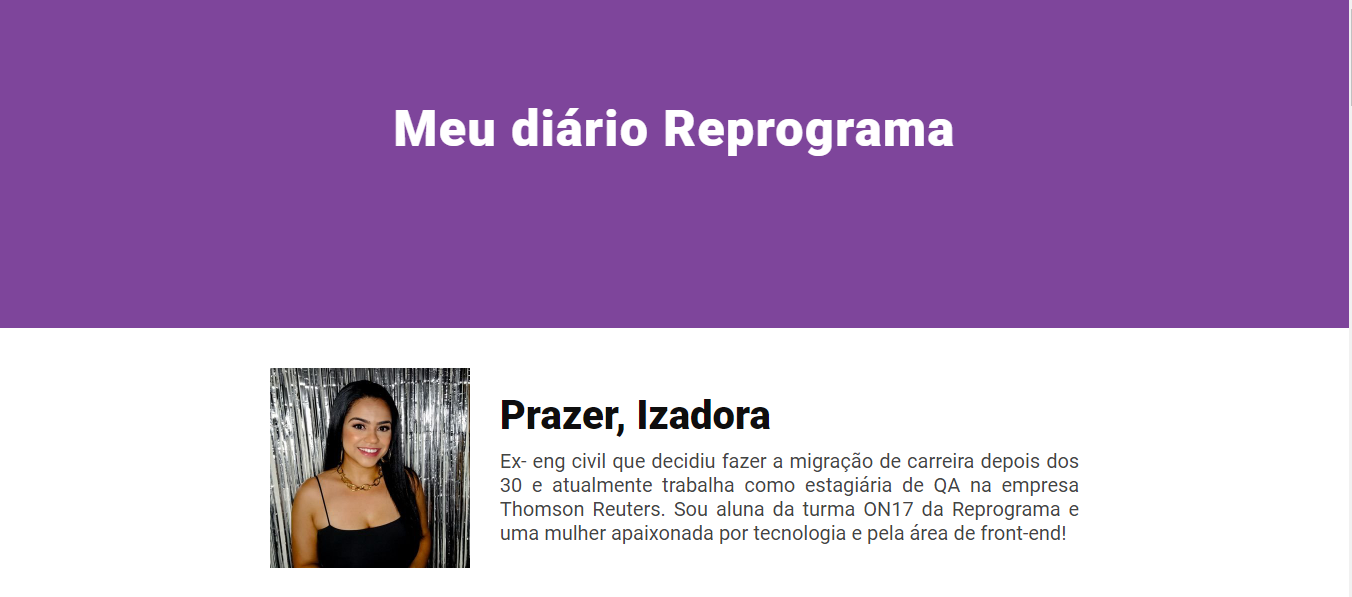 Meu diário Reprograma
Prazer, Izadora
Ex- eng civil que decidiu fazer a migração de carreira depois dos
30 e atualmente trabalha como estagiária de QA na empresa
Thomson Reuters. Sou aluna da turma ON17 da Reprograma e
uma mulher apaixonada por tecnologia e pela área de front-end!